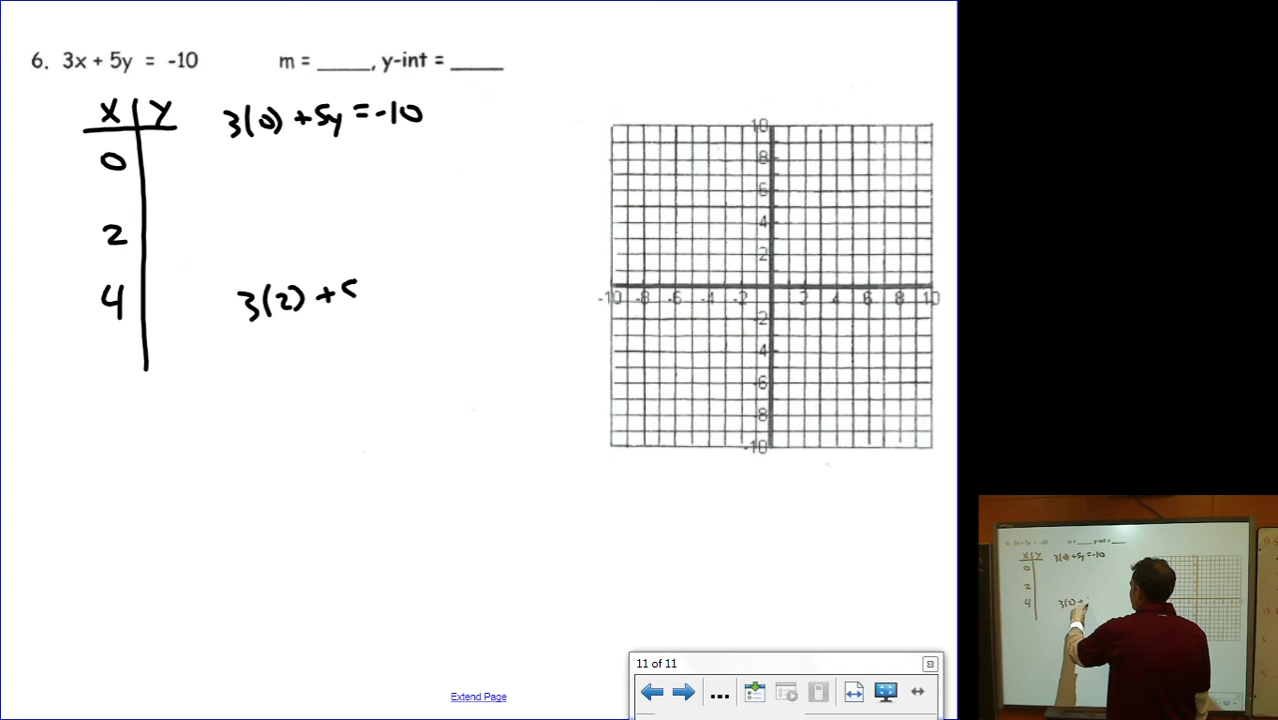 6. 3x + 5y = -10 m = _____, y-int = _____
X | Y 3(0) + 5y = -10
0
2
4 3(2) + 5
10
8
6
4
2
-10 -8 -6 -4 -2 2 4 6 8 10
-2
-4
-6
-8
-10
Extend Page
11 of 11
...